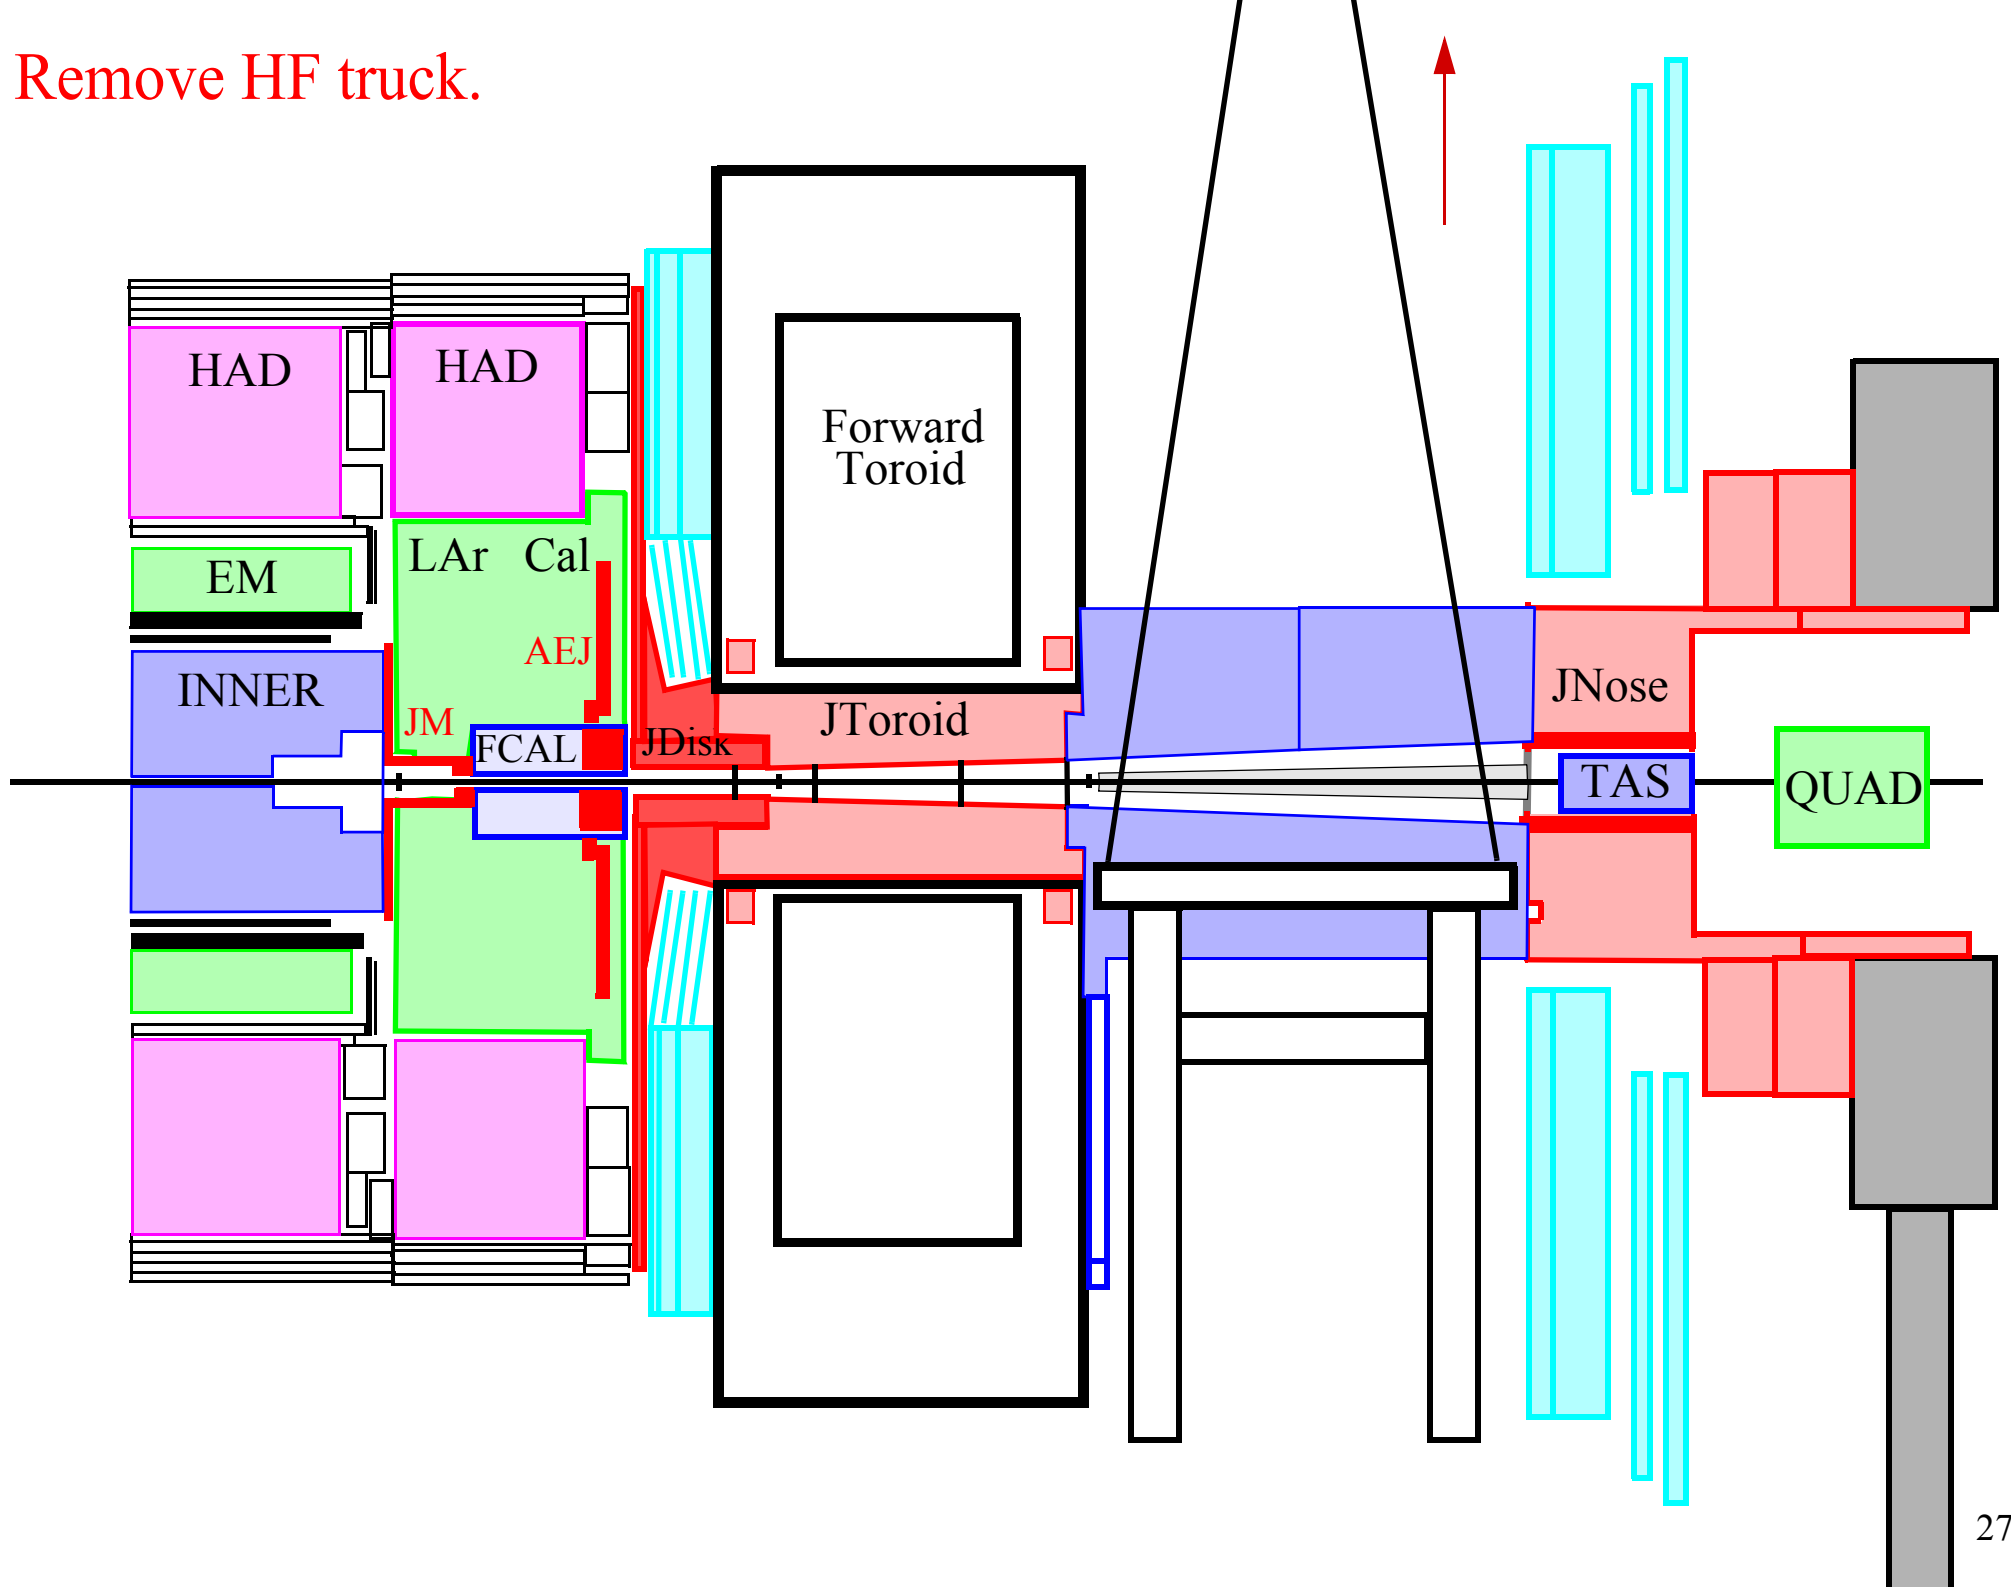 Remove HF truck.
HAD
HAD
Forward
Toroid
LAr Cal
EM
AEJ
INNER
JM
JToroid
JNose
FCAL
JDisk
TAS
QUAD
27